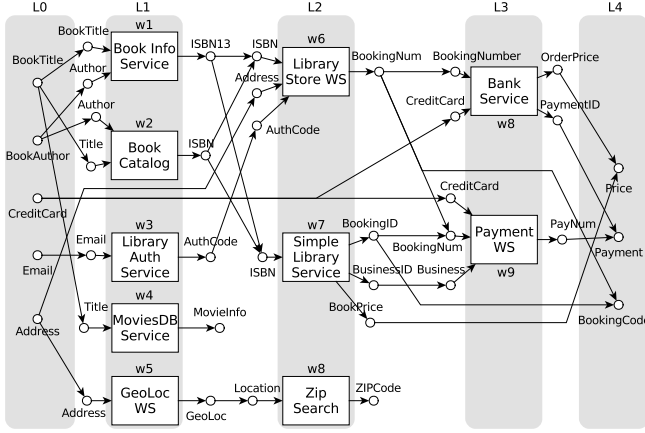 L0
L1
L2
L3
L4
BookTitle
BookAuthor
CreditCard
Email
Address
BookTitle
Author
w1
Book Info
Service
ISBN13
Author
Title
w2
Book
Catalog
ISBN
Email
w3
Library
Auth
Service
AuthCode
Title
w4
MoviesDB
Service
MovieInfo
Address
w5
GeoLoc
WS
GeoLoc
ISBN
Address
AuthCode
w6
Library
Store WS
BookingNum
ISBN
w7
Simple
Library
Service
BookingID
BusinessID
BookPrice
Location
w8
Zip
Search
ZIPCode
BookingNumber
CreditCard
Bank
Service
w8
OrderPrice
PaymentID
CreditCard
BookingNum
Business
Payment
WS
w9
PayNum
Price
Payment
BookingCode